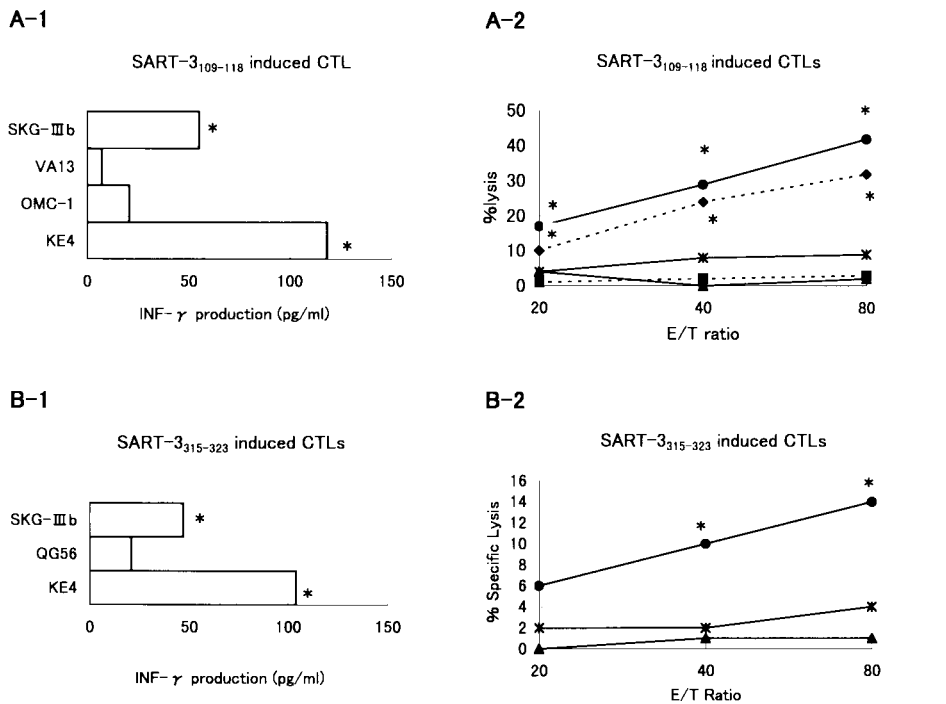 A-1
SART-3109-118 induced CTL
SKG-Ⅲb
*
VA13
OMC-1
KE4
*
0 50 100 150
INF-γ production (pg/ml)
A-2
SART-3109-118 induced CTLs
%lysis
50
40
30
20
10
0
* * *
* * *
20 40 80
E/T ratio
B-1
SART-3315-323 induced CTLs
SKG-Ⅲb
*
QG56
KE4
*
0 50 100 150
INF-γ production (pg/ml)
B-2
SART-3315-323 induced CTLs
% Specific Lysis
16
14
12
10
8
6
4
2
0
* *
20 40 80
E/T Ratio